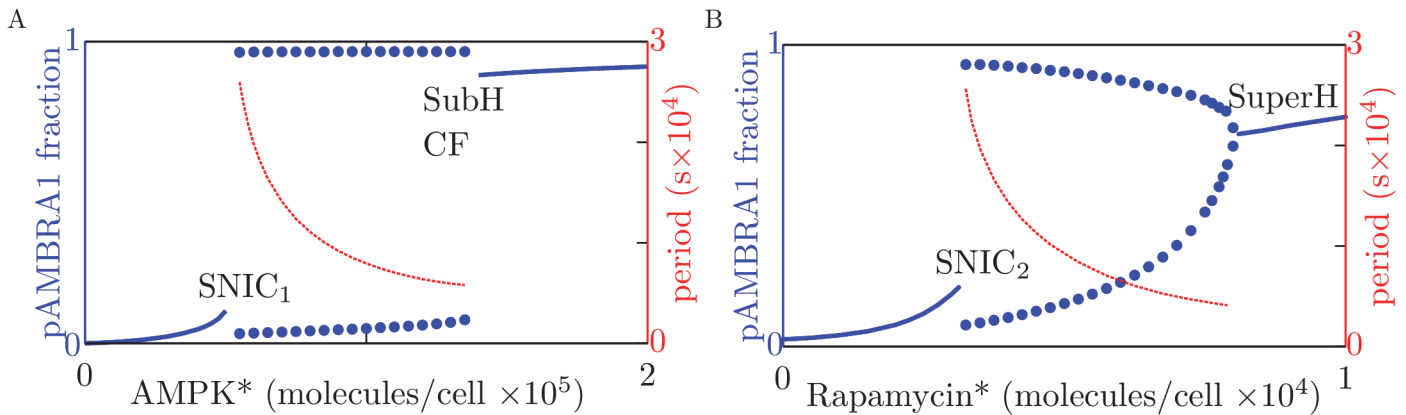 A
1
0
pAMBRA1 fraction
SNIC₁
SubH
CF
3
0
period (s×10⁴)
0
2
AMPK* (molecules/cell ×10⁵)
B
1
0
pAMBRA1 fraction
SNIC₂
SuperH
3
0
period (s×10⁴)
0
1
Rapamycin* (molecules/cell ×10⁴)